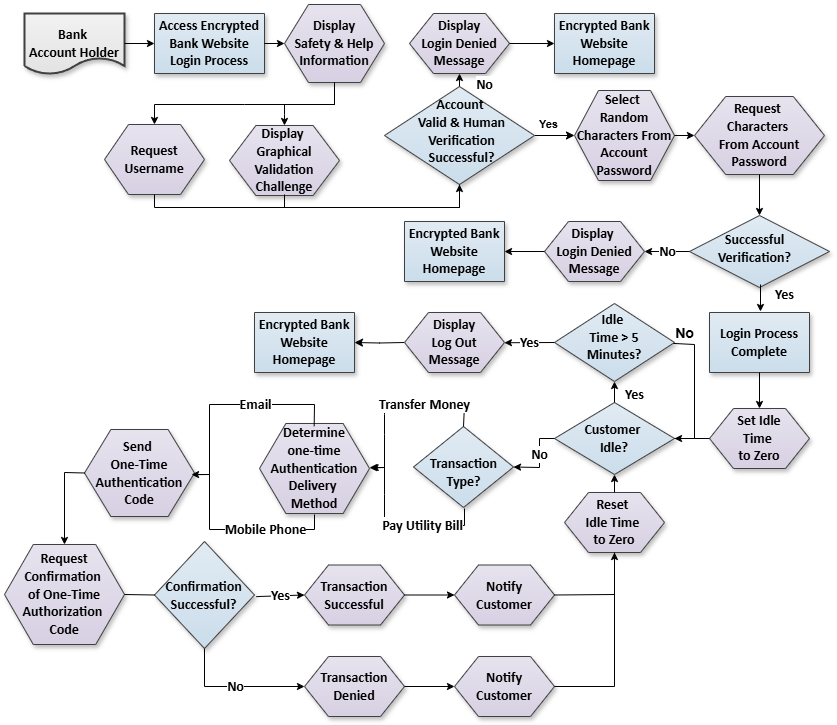 Bank
Account Holder
Access Encrypted
Bank Website
Login Process
Display
Safety & Help
Information
Display
Login Denied
Message
Encrypted Bank
Website
Homepage
No
Request
Username
Display
Graphical
Validation
Challenge
Account
Valid & Human
Verification
Successful?
Yes
Select
Random
Characters From
Account
Password
Request
Characters
From Account
Password
Encrypted Bank
Website
Homepage
Display
Login Denied
Message
No
Successful
Verification?
Yes
Encrypted Bank
Website
Homepage
Display
Log Out
Message
Yes
Idle
Time > 5
Minutes?
No
Login Process
Complete
Yes
Set Idle
Time
to Zero
Customer
Idle?
No
Transfer Money
Transaction
Type?
Pay Utility Bill
Email
Determine
one-time
Authentication
Delivery
Method
Mobile Phone
Send
One-Time
Authentication
Code
Reset
Idle Time
to Zero
Request
Confirmation
of One-Time
Authorization
Code
Confirmation
Successful?
Yes
Transaction
Successful
Notify
Customer
No
Transaction
Denied
Notify
Customer